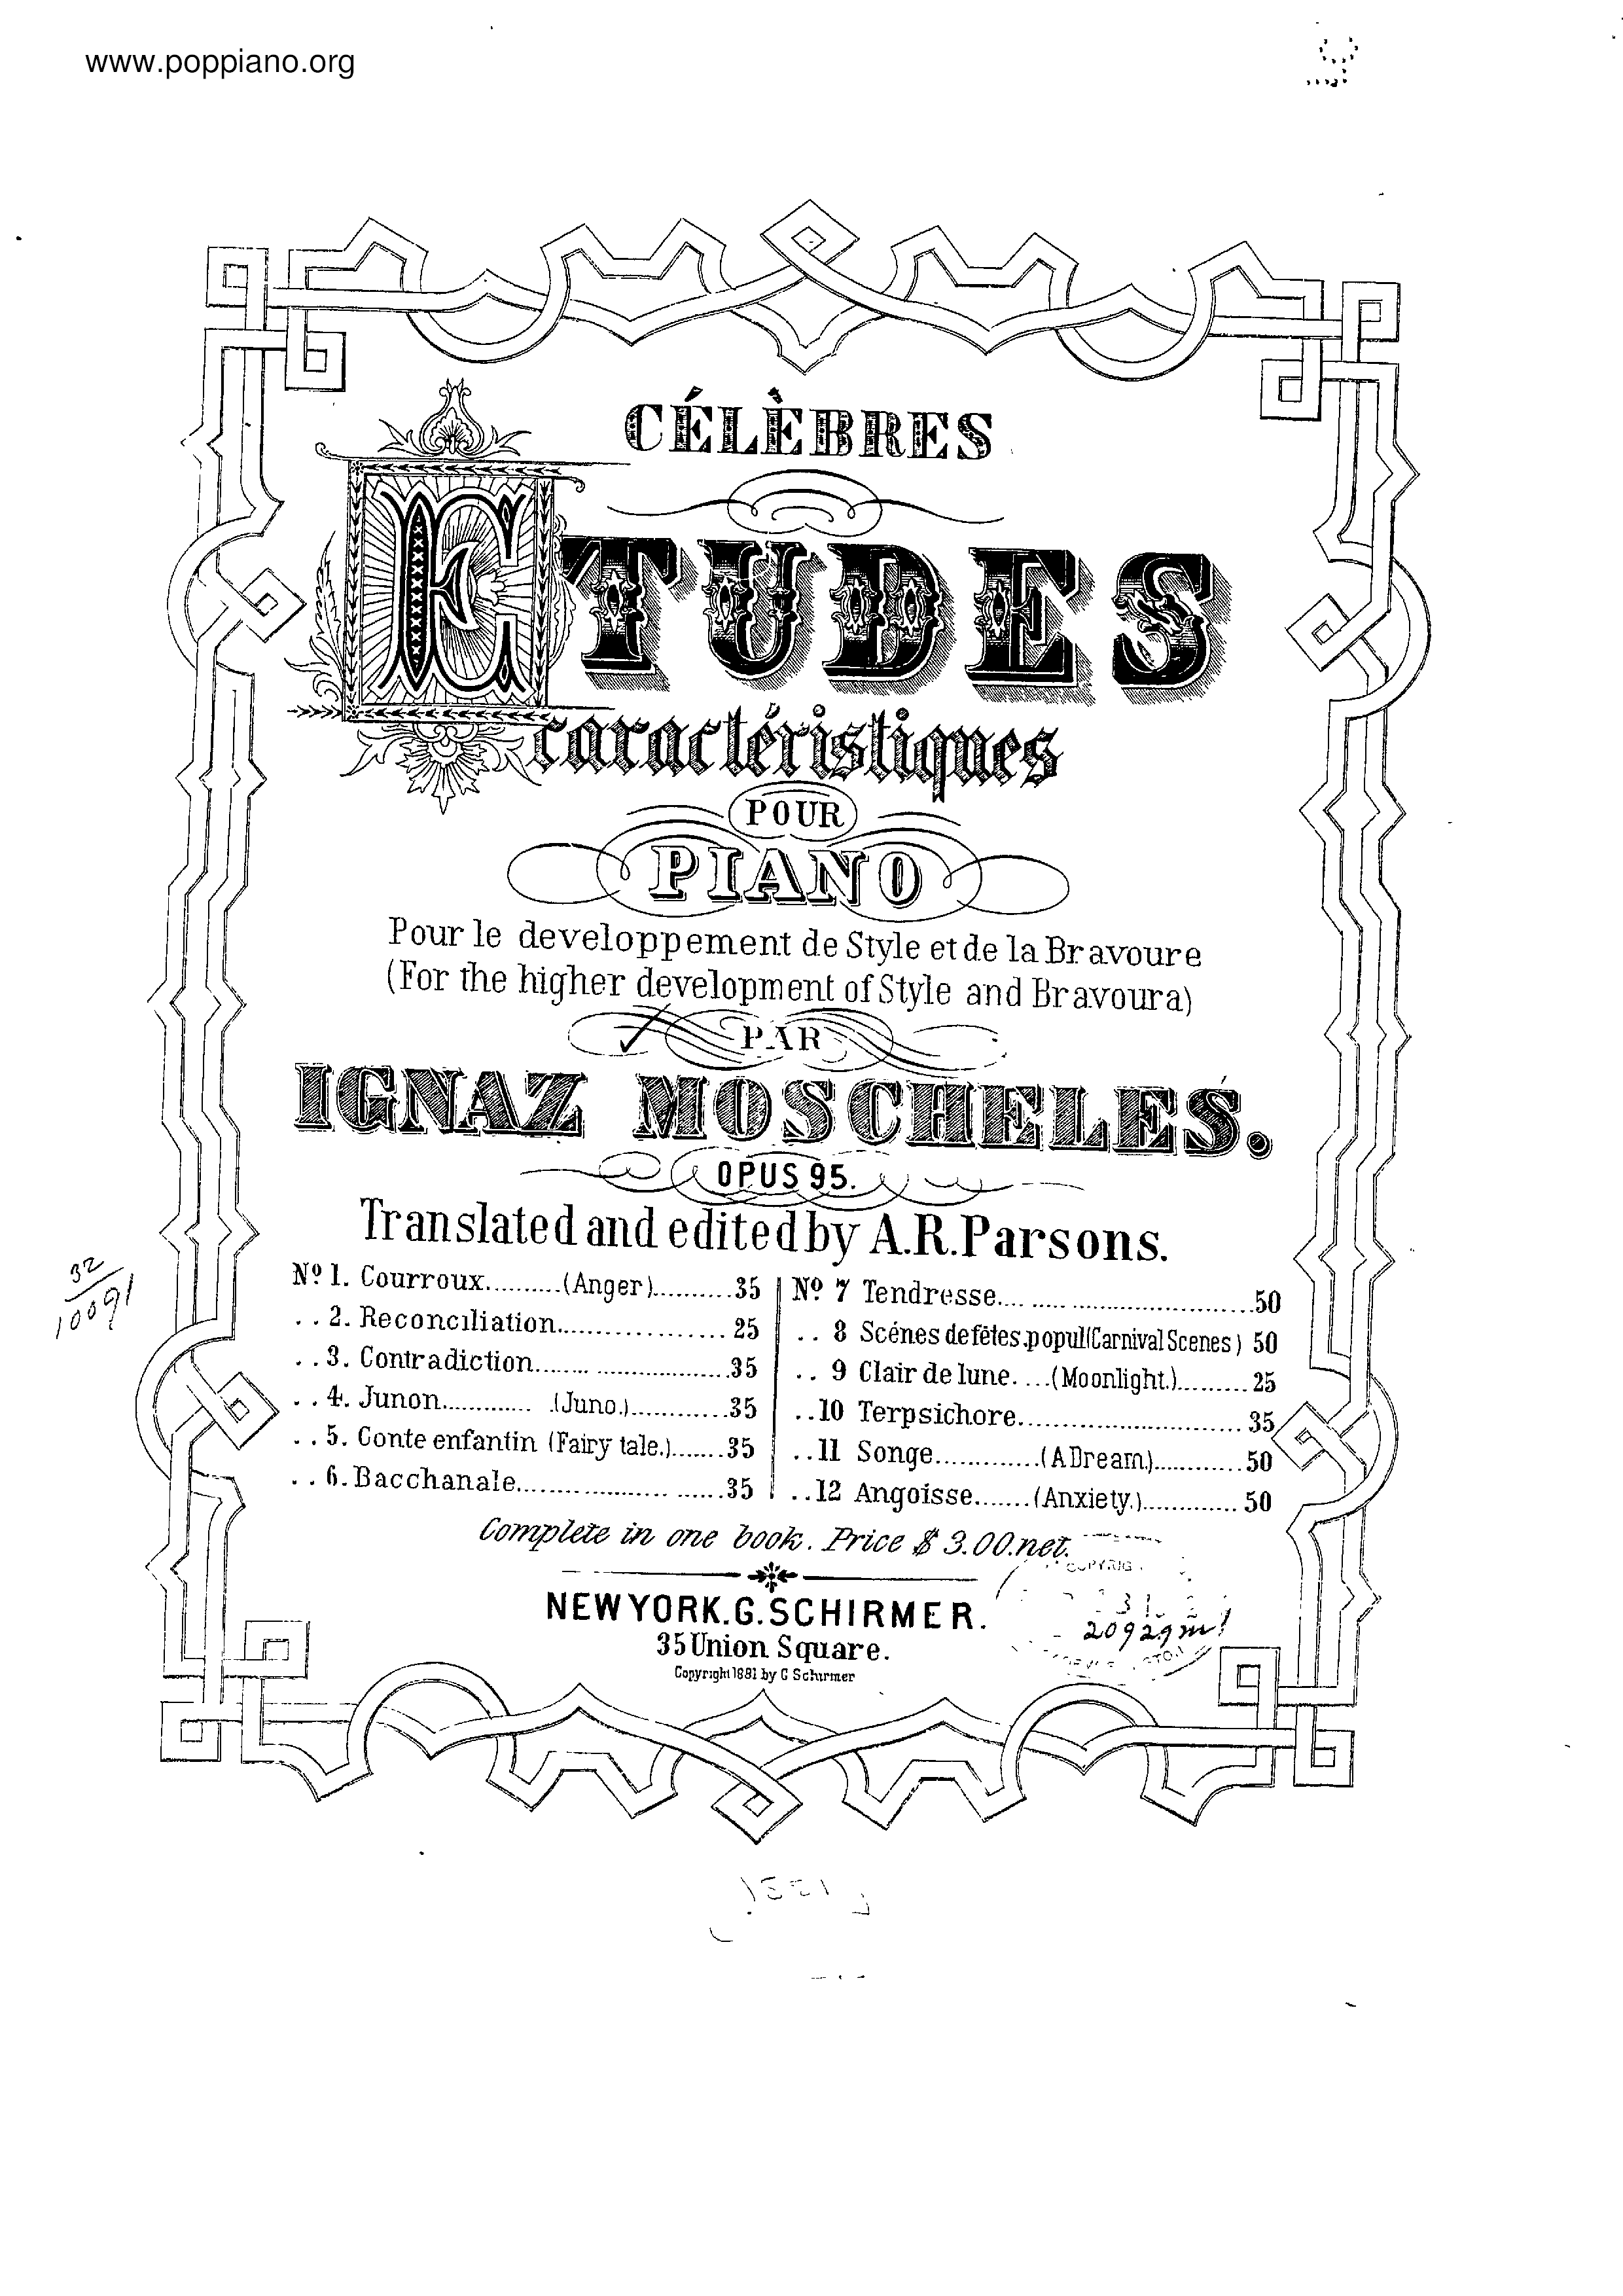 www.poppiano.org
CÉLÈBRES
ETUDES
caractéristiques
POUR
PIANO
Pour le developpement de Style et de la Bravoure
(For the higher development of Style and Bravoura)
PAR
IGNAZ MOSCHELES.
OPUS 95.
Translated and edited by A.R.Parsons.
32
10091
Nº 1. Courroux..........(Anger)..........35
. . 2. Reconciliation..................... 25
. . 3. Contradiction...........................35
. . 4. Junon............. (Juno.)............35
. . 5. Conte enfantin (Fairy tale.).......35
. . 6. Bacchanale...........................35
Nº 7 Tendresse.....................................50
. . 8 Scénes de fêtes popul(Carnival Scenes) 50
. . 9 Clair de lune. ...(Moonlight.).........25
. . 10 Terpsichore.............................35
. . 11 Songe.............(A Dream.)............50
. . 12 Angoisse.......(Anxiety.)............. 50
Complete in one book. Price $ 3.00.net.
NEW YORK. G. SCHIRMER.
35 Union Square.
Copyright 1881 by G Schirmer